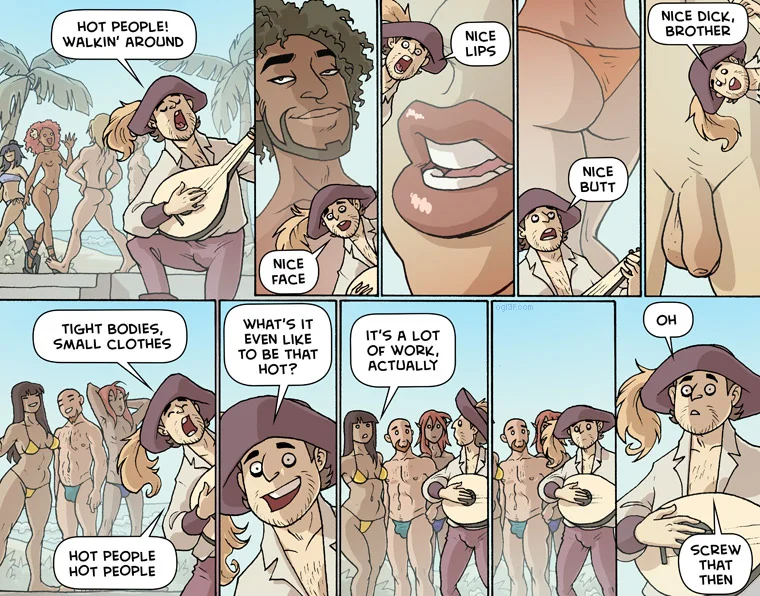 HOT PEOPLE!
WALKIN' AROUND
NICE
FACE
NICE
LIPS
NICE
BUTT
NICE DICK,
BROTHER
TIGHT BODIES,
SMALL CLOTHES
HOT PEOPLE
HOT PEOPLE
WHAT'S IT
EVEN LIKE
TO BE THAT
HOT?
IT'S A LOT
OF WORK,
ACTUALLY
oglaf.com
OH
SCREW
THAT
THEN